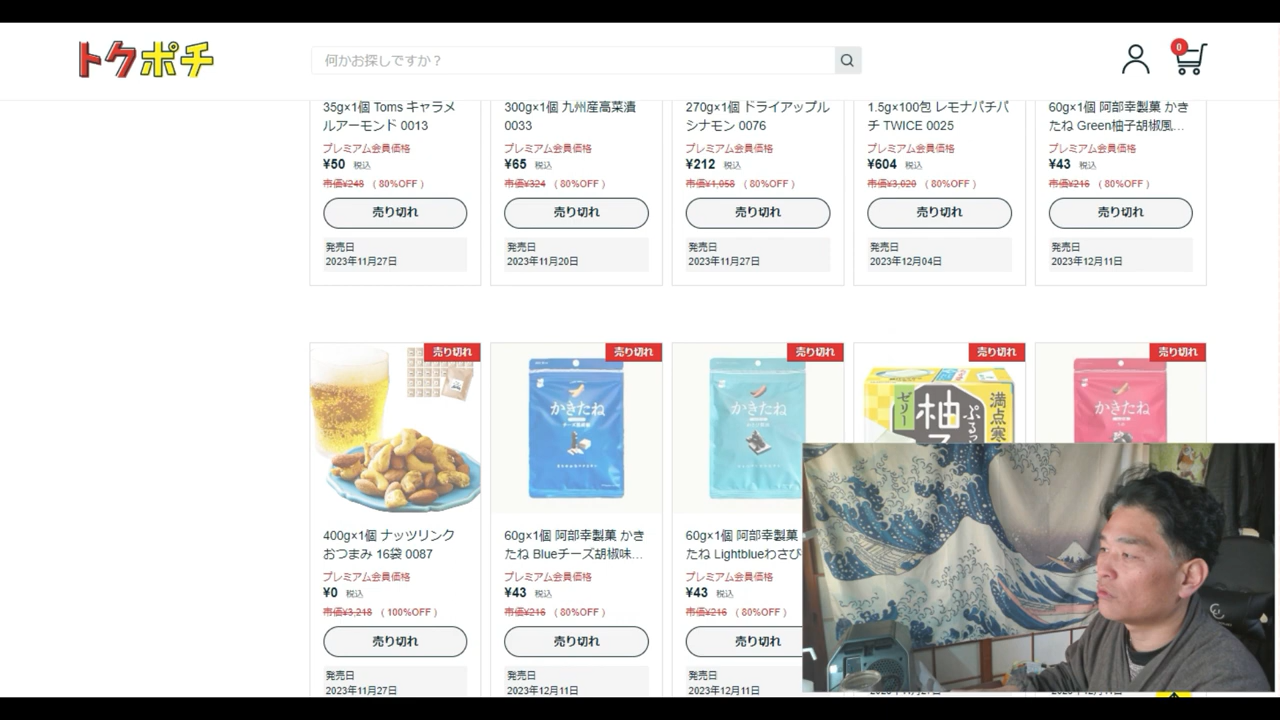 トクポチ
何かお探しですか？
0
35g×1個 Toms キャラメ
ルアーモンド 0013
プレミアム会員価格
¥50 税込
市価¥248 （ 80%OFF ）
売り切れ
発売日
2023年11月27日
300g×1個 九州産高菜漬
0033
プレミアム会員価格
¥65 税込
市価¥324 （ 80%OFF ）
売り切れ
発売日
2023年11月20日
270g×1個 ドライアップル
シナモン 0076
プレミアム会員価格
¥212 税込
市価¥1,058 （ 80%OFF ）
売り切れ
発売日
2023年11月27日
1.5g×100包 レモナパチパ
チ TWICE 0025
プレミアム会員価格
¥604 税込
市価¥3,020 （ 80%OFF ）
売り切れ
発売日
2023年12月04日
60g×1個 阿部幸製菓 かき
たね Green柚子胡椒風…
プレミアム会員価格
¥43 税込
市価¥216 （ 80%OFF ）
売り切れ
発売日
2023年12月11日
売り切れ
400g×1個 ナッツリンク
おつまみ 16袋 0087
プレミアム会員価格
¥0 税込
市価¥3,218 （ 100%OFF ）
売り切れ
発売日
2023年11月27日
売り切れ
かきたね
60g×1個 阿部幸製菓 かき
たね Blueチーズ胡椒味…
プレミアム会員価格
¥43 税込
市価¥216 （ 80%OFF ）
売り切れ
発売日
2023年12月11日
売り切れ
かきたね
60g×1個 阿部幸製菓
たね Lightblueわさび
プレミアム会員価格
¥43 税込
市価¥216 （ 80%OFF ）
売り切れ
発売日
2023年12月11日
売り切れ
満点寒
ぷるっ
柚子
ゼリー
売り切れ
かきたね